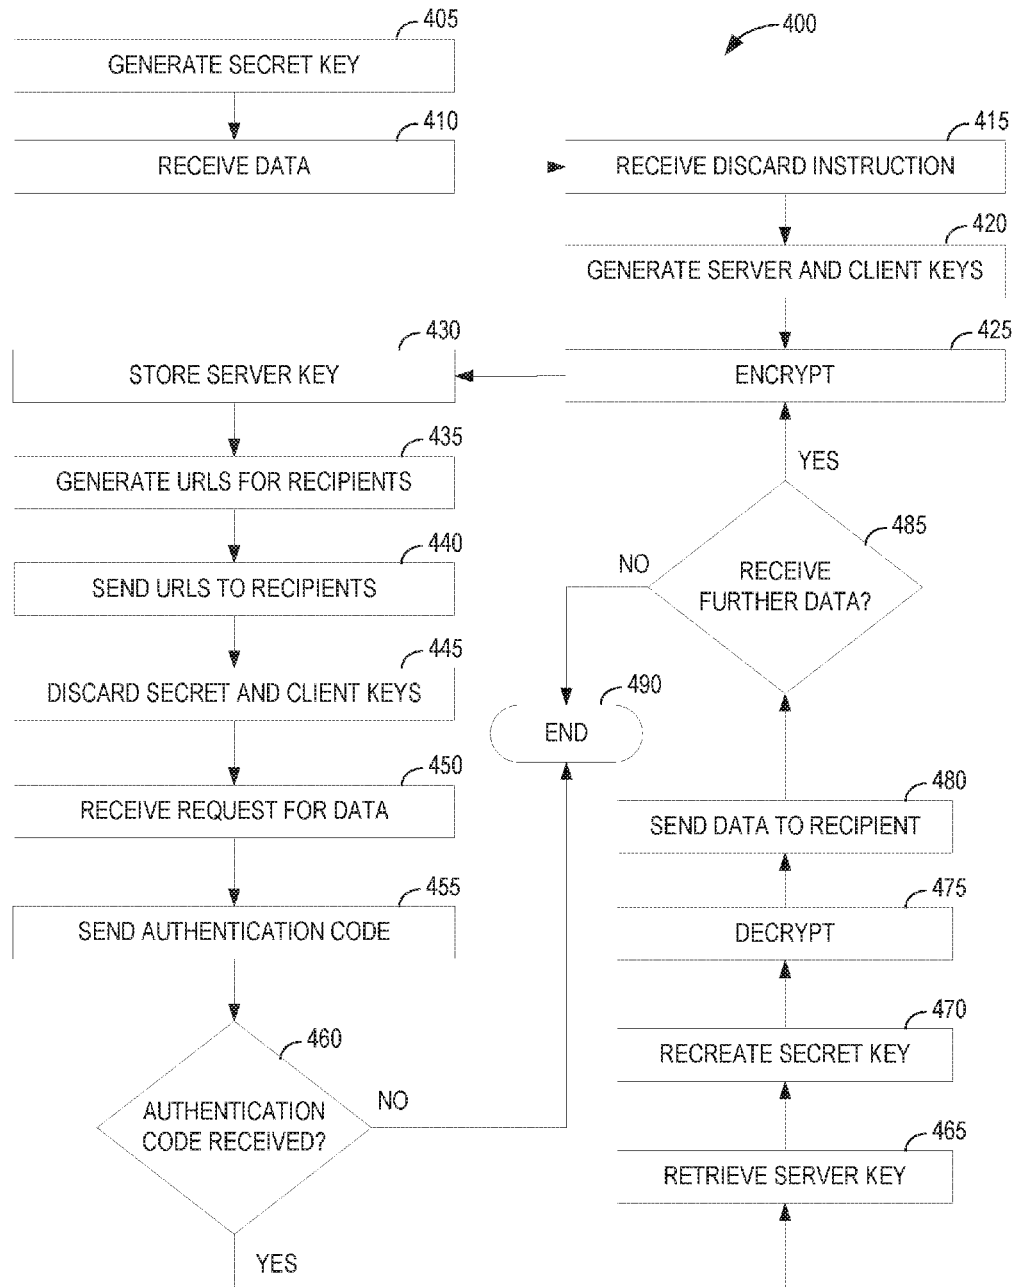 400
405
GENERATE SECRET KEY
410
RECEIVE DATA
415
RECEIVE DISCARD INSTRUCTION
420
GENERATE SERVER AND CLIENT KEYS
425
ENCRYPT
430
STORE SERVER KEY
435
GENERATE URLS FOR RECIPIENTS
440
SEND URLS TO RECIPIENTS
445
DISCARD SECRET AND CLIENT KEYS
450
RECEIVE REQUEST FOR DATA
455
SEND AUTHENTICATION CODE
460
AUTHENTICATION
CODE RECEIVED?
NO
YES
465
RETRIEVE SERVER KEY
470
RECREATE SECRET KEY
475
DECRYPT
480
SEND DATA TO RECIPIENT
485
RECEIVE
FURTHER DATA?
YES
NO
490
END